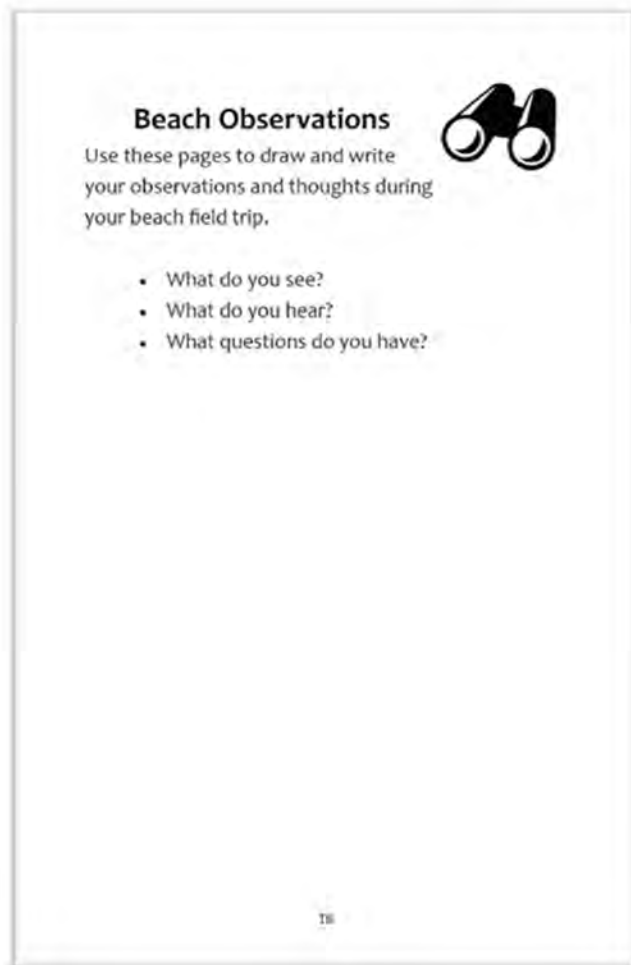 Beach Observations
Use these pages to draw and write
your observations and thoughts during
your beach field trip.
• What do you see?
• What do you hear?
• What questions do you have?